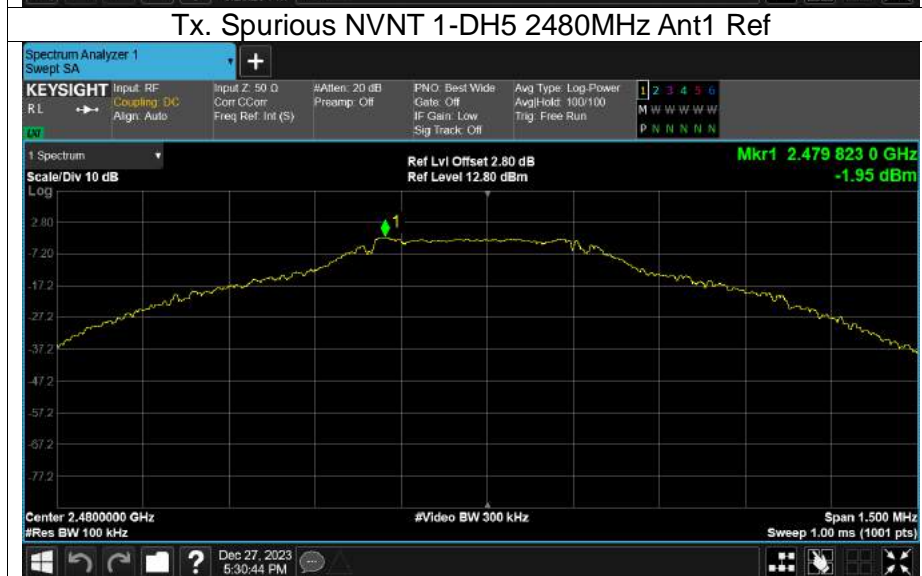 Tx. Spurious NVNT 1-DH5 2480MHz Ant1 Ref
Spectrum Analyzer 1
Swept SA
+
KEYSIGHT Input: RF Input Z: 50 Ω #Atten: 20 dB PNO: Best Wide Avg Type: Log-Power 1 2 3 4 5 6
RL Coupling: DC Corr CCorr Preamp: Off Gate: Off Avg|Hold: 100/100 M W W W W W
Align: Auto Freq Ref: Int (S) IF Gain: Low Trig: Free Run
Sig Track: Off P N N N N N
LXI
1 Spectrum Ref Lvl Offset 2.80 dB Mkr1 2.479 823 0 GHz
Scale/Div 10 dB Ref Level 12.80 dBm -1.95 dBm
Log
1
2.80
-7.20
-17.2
-27.2
-37.2
-47.2
-57.2
-67.2
-77.2
Center 2.4800000 GHz #Video BW 300 kHz Span 1.500 MHz
#Res BW 100 kHz Sweep 1.00 ms (1001 pts)
? Dec 27, 2023
5:30:44 PM